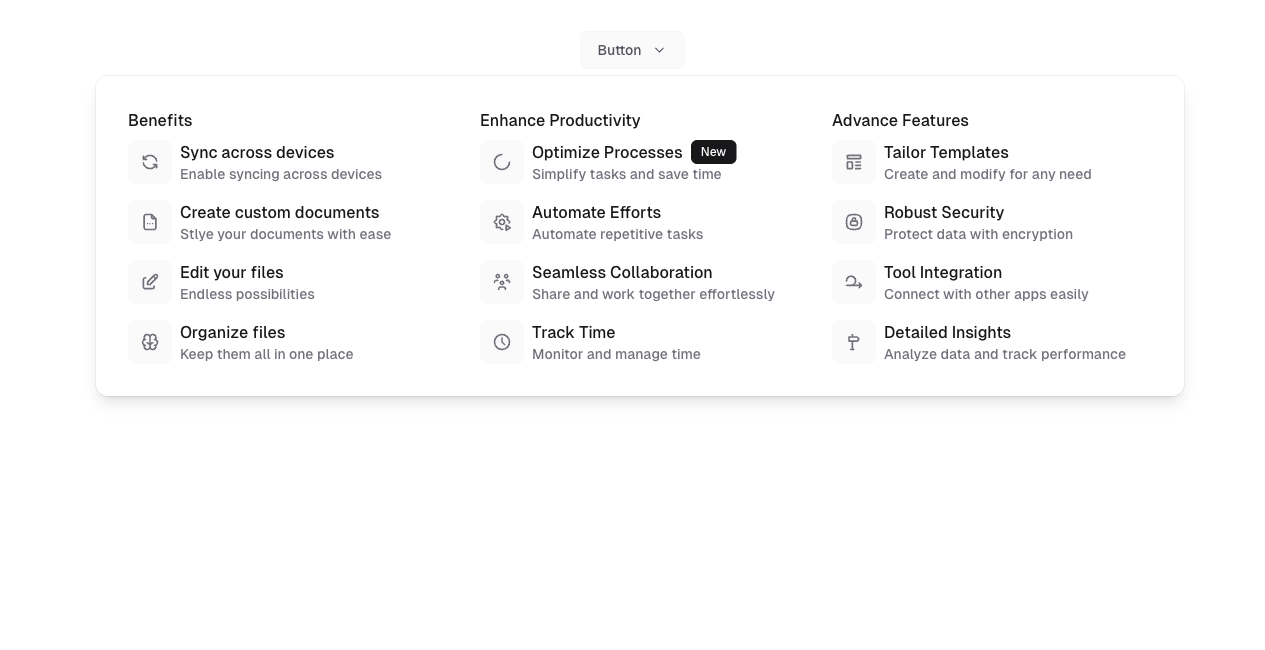 Button
Benefits
Sync across devices
Enable syncing across devices
Create custom documents
Stlye your documents with ease
Edit your files
Endless possibilities
Organize files
Keep them all in one place
Enhance Productivity
Optimize Processes New
Simplify tasks and save time
Automate Efforts
Automate repetitive tasks
Seamless Collaboration
Share and work together effortlessly
Track Time
Monitor and manage time
Advance Features
Tailor Templates
Create and modify for any need
Robust Security
Protect data with encryption
Tool Integration
Connect with other apps easily
Detailed Insights
Analyze data and track performance